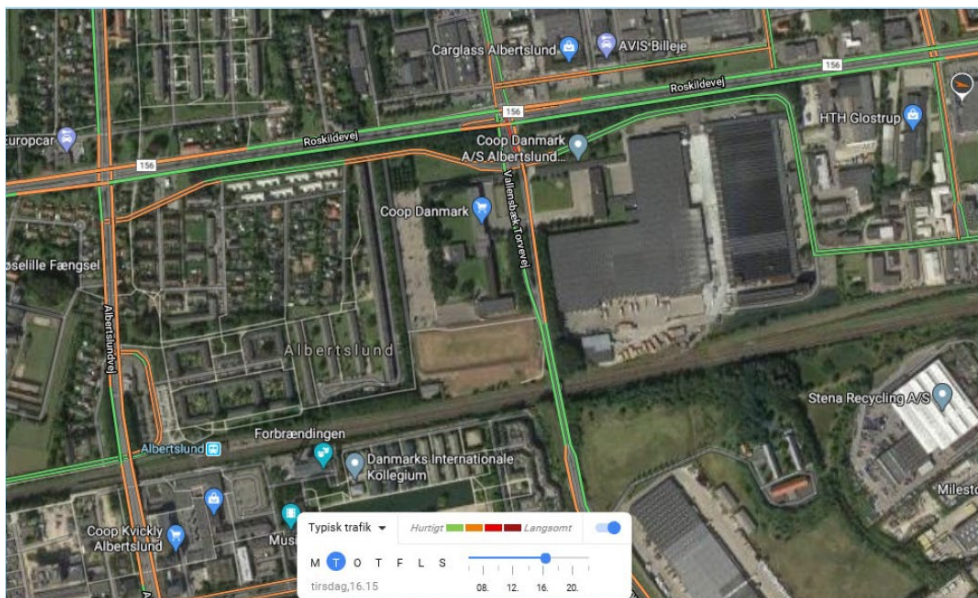 Carglass Albertslund
AVIS Billeje
156
Roskildevej
156
HTH Glostrup
Europcar
Roskildevej
Coop Danmark
A/S Albertslund...
156
Coop Danmark
Vallensbæk Torvevej
øselille Fængsel
Albertslundvej
Albertslund
Stena Recycling A/S
Albertslund
Forbrændingen
Danmarks Internationale
Kollegium
Milesto
Coop Kvickly
Albertslund
Musi
Typisk trafik
Hurtigt
Langsomt
M T O T F L S
tirsdag,16.15
08. 12. 16. 20.